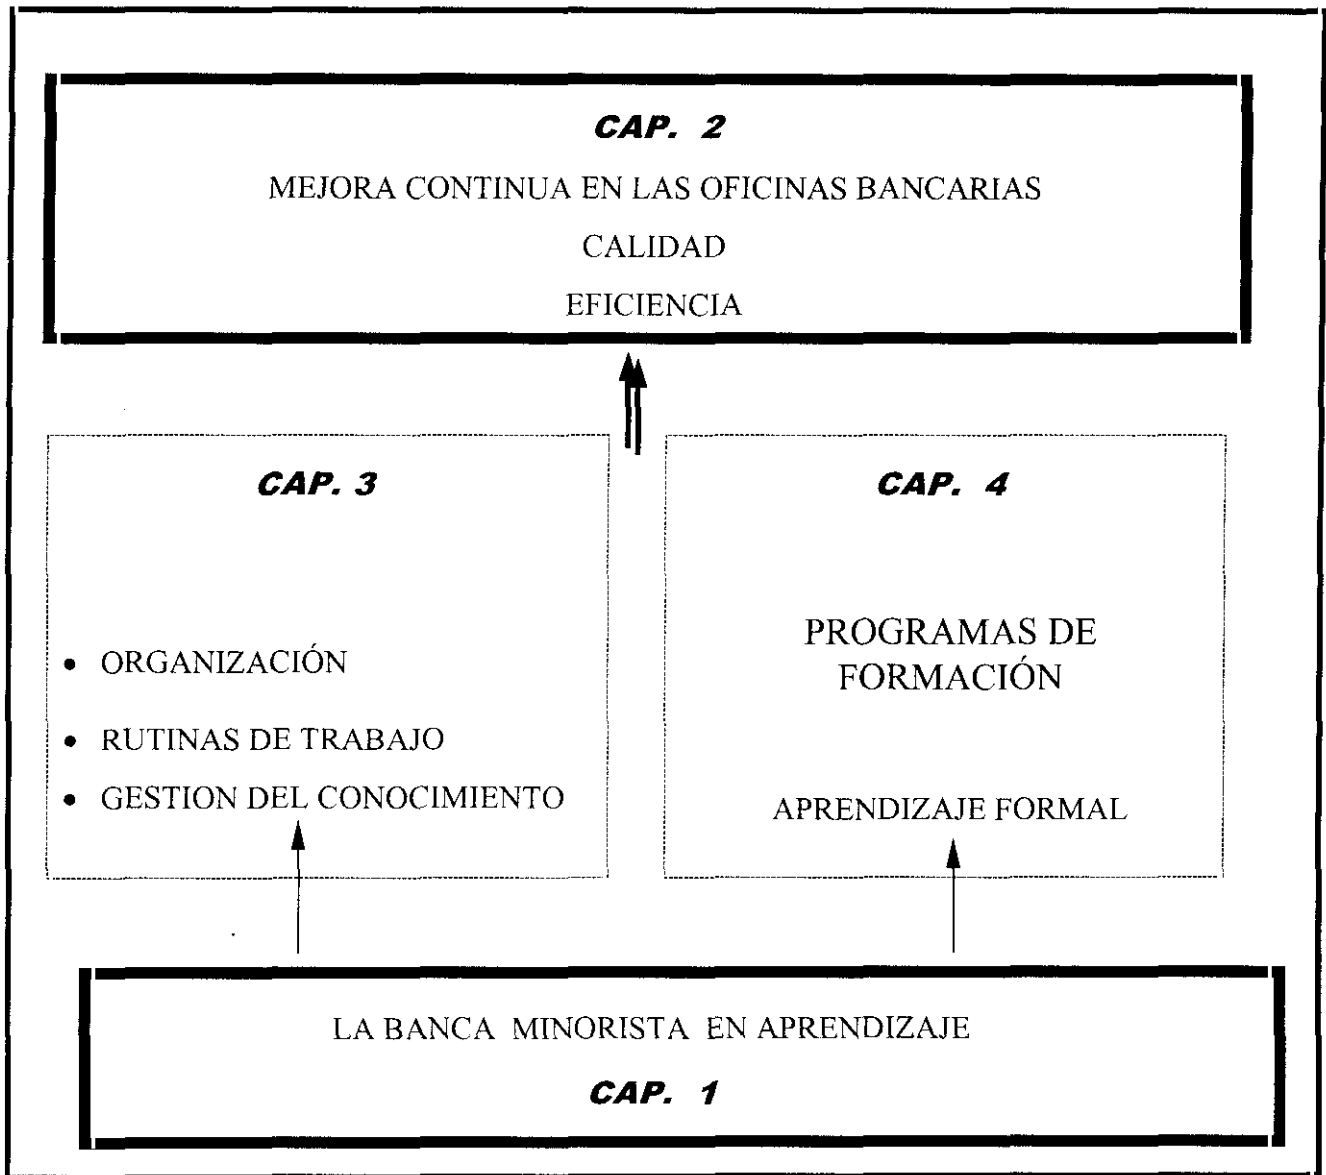 CAP. 2
MEJORA CONTINUA EN LAS OFICINAS BANCARIAS
CALIDAD
EFICIENCIA
CAP. 3
• ORGANIZACIÓN
• RUTINAS DE TRABAJO
• GESTION DEL CONOCIMIENTO
CAP. 4
PROGRAMAS DE
FORMACIÓN
APRENDIZAJE FORMAL
LA BANCA MINORISTA EN APRENDIZAJE
CAP. 1